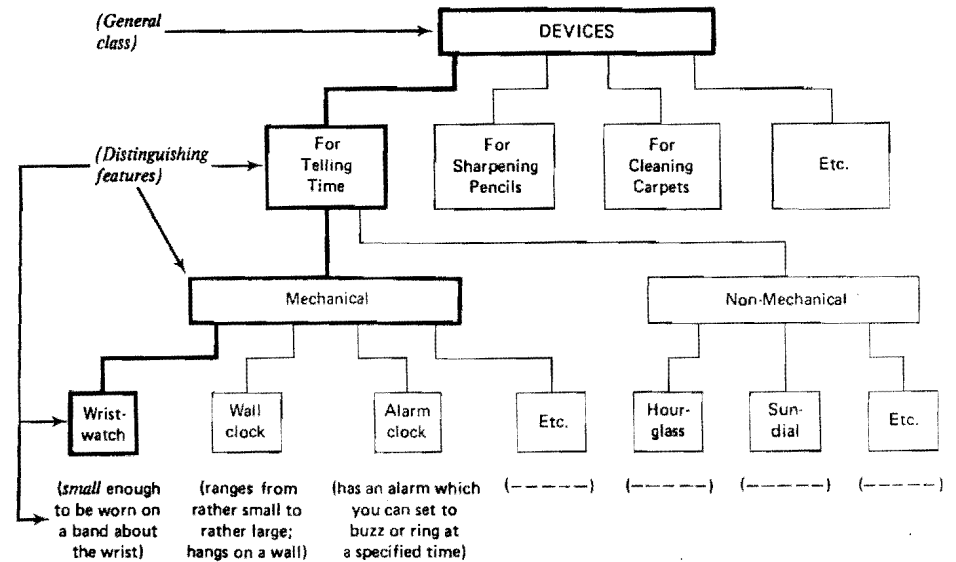 (General
class)
DEVICES
(Distinguishing
features)
For
Telling
Time
For
Sharpening
Pencils
For
Cleaning
Carpets
Etc.
Mechanical
Non-Mechanical
Wrist-
watch
Wall
clock
Alarm
clock
Etc.
Hour-
glass
Sun-
dial
Etc.
(small enough
to be worn on
a band about
the wrist)
(ranges from
rather small to
rather large;
hangs on a wall)
(has an alarm which
you can set to
buzz or ring at
a specified time)
(------)
(------)
(------)
(------)